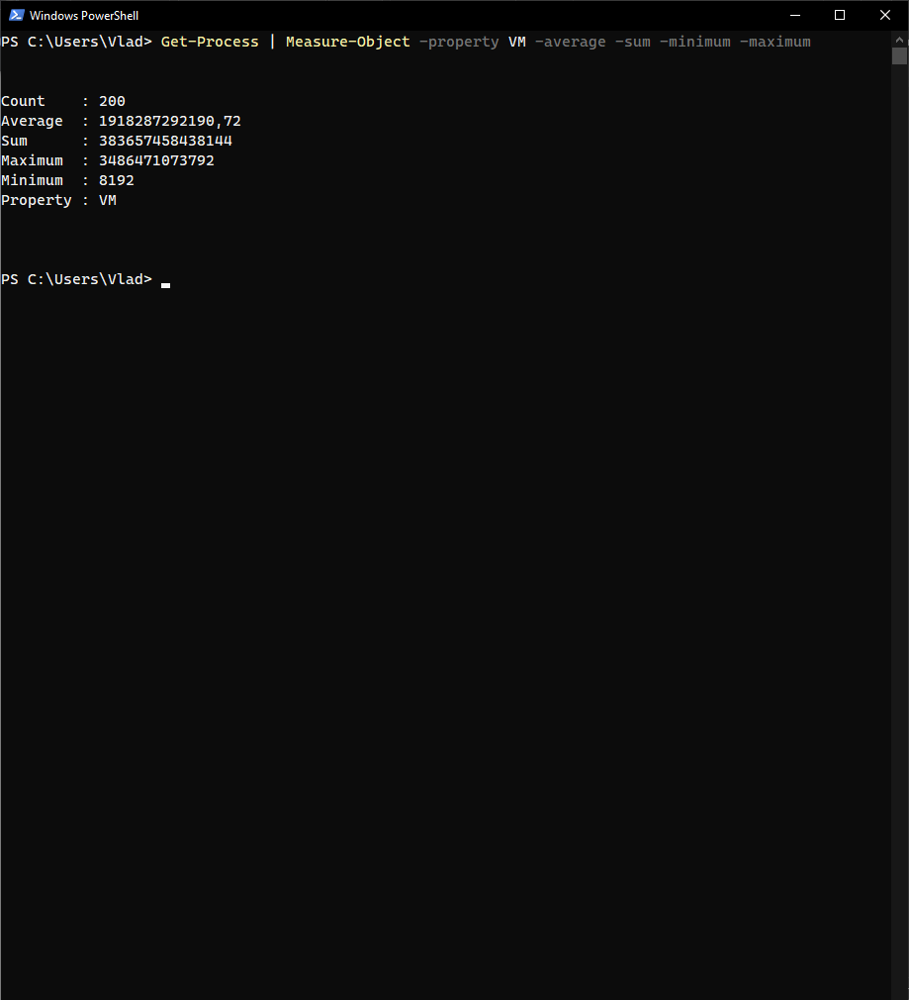 Windows PowerShell
PS C:\Users\Vlad> Get-Process | Measure-Object -property VM -average -sum -minimum -maximum
Count    : 200
Average  : 1918287292190,72
Sum      : 383657458438144
Maximum  : 3486471073792
Minimum  : 8192
Property : VM
PS C:\Users\Vlad>